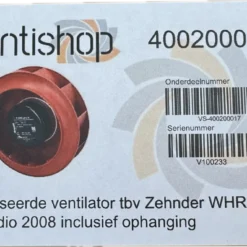 ntishop
4002000
Onderdeelnummer
VS-400200017
Serienummer
V100233
seerde ventilator tbv Zehnder WHR
dio 2008 inclusief ophanging